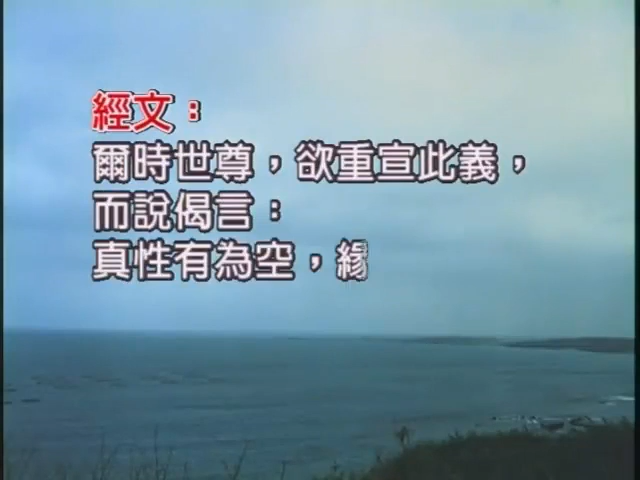 經文：
爾時世尊，欲重宣此義，
而說偈言：
真性有為空，緣